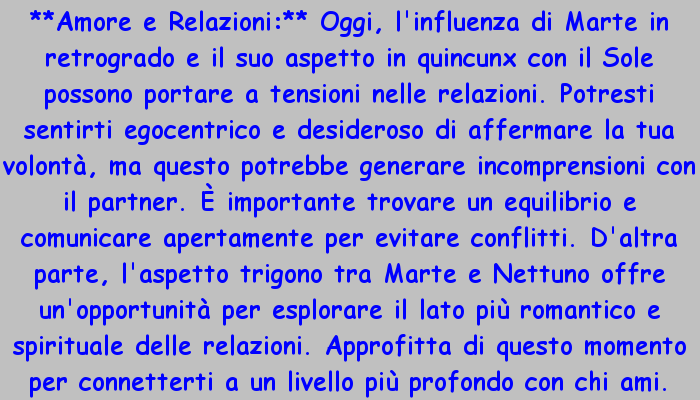 **Amore e Relazioni:** Oggi, l'influenza di Marte in
retrogrado e il suo aspetto in quincunx con il Sole
possono portare a tensioni nelle relazioni. Potresti
sentirti egocentrico e desideroso di affermare la tua
volontà, ma questo potrebbe generare incomprensioni con
il partner. È importante trovare un equilibrio e
comunicare apertamente per evitare conflitti. D'altra
parte, l'aspetto trigono tra Marte e Nettuno offre
un'opportunità per esplorare il lato più romantico e
spirituale delle relazioni. Approfitta di questo momento
per connetterti a un livello più profondo con chi ami.